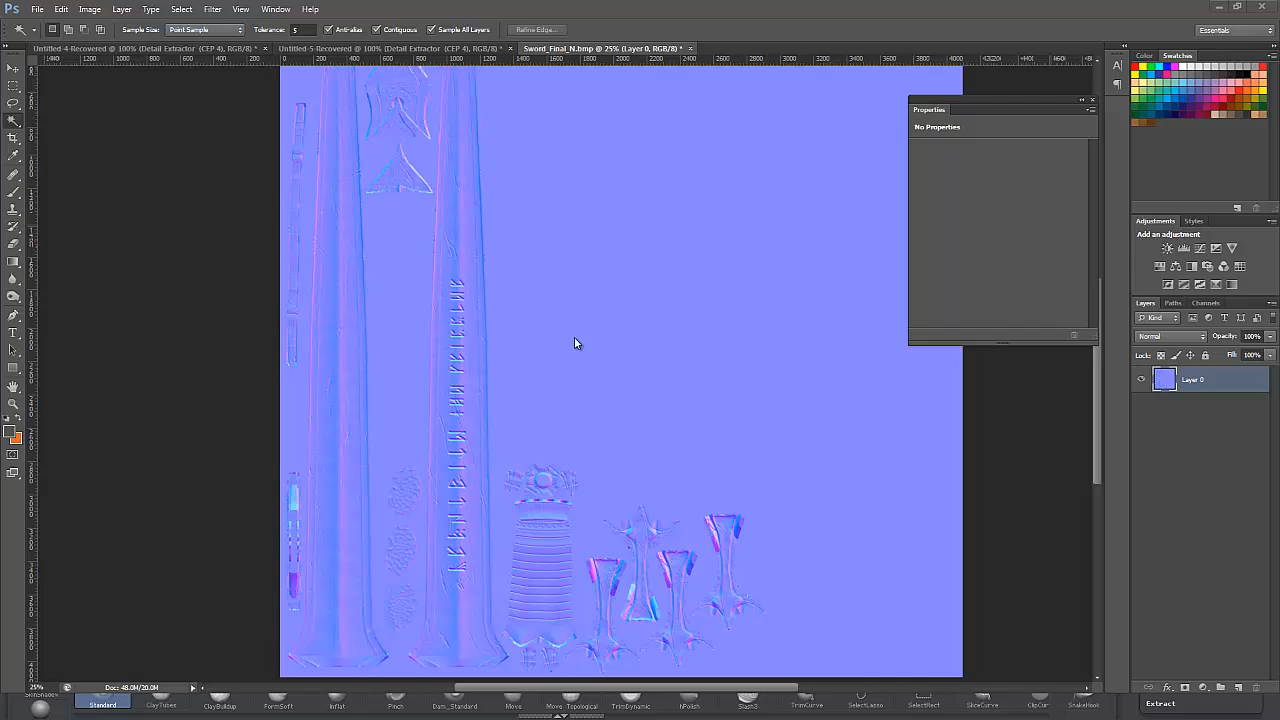 Ps File Edit Image Layer Type Select Filter View Window Help
Sample Size: Point Sample Tolerance: 5 Anti-alias Contiguous Sample All Layers Refine Edge... Essentials
Untitled-4-Recovered @ 100% (Detail Extractor (CEP 4), RGB/8) * × Untitled-5-Recovered @ 100% (Detail Extractor (CEP 4), RGB/8) * × Sword_Final_N.bmp @ 25% (Layer 0, RGB/8) * ×
Color Swatches
Properties
No Properties
Adjustments Styles
Add an adjustment
Layers Paths Channels
Kind
Normal Opacity: 100%
Lock: Fill: 100%
Layer 0
25% Doc: 48.0M/20.0M
Standard ClayTubes ClayBuildup FormSoft Inflat Pinch Dam_Standard Move Move Topological TrimDynamic hPolish Slash3 TrimCurve SelectLasso SelectRect SliceCurve ClipCur SnakeHook
Extract